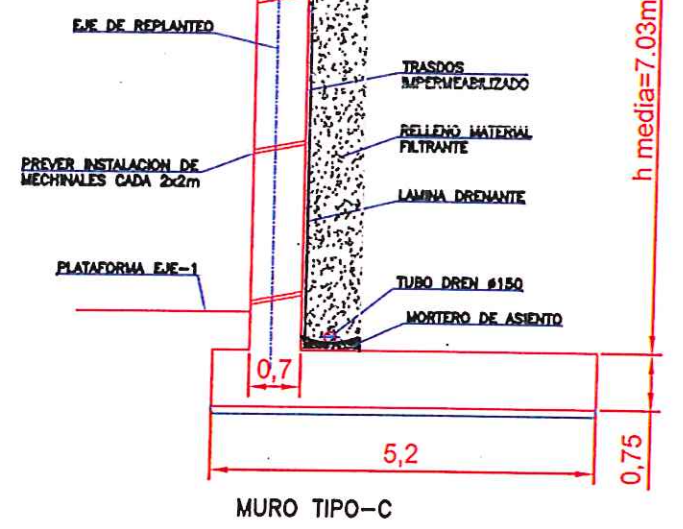 EJE DE REPLANTEO
TRASDOS
IMPERMEABILIZADO
h media=7.03m
RELLENO MATERIAL
FILTRANTE
PREVER INSTALACION DE
MECHINALES CADA 2x2m
LAMINA DRENANTE
PLATAFORMA EJE-1
TUBO DREN ø150
MORTERO DE ASIENTO
0,7
5,2
0,75
MURO TIPO-C